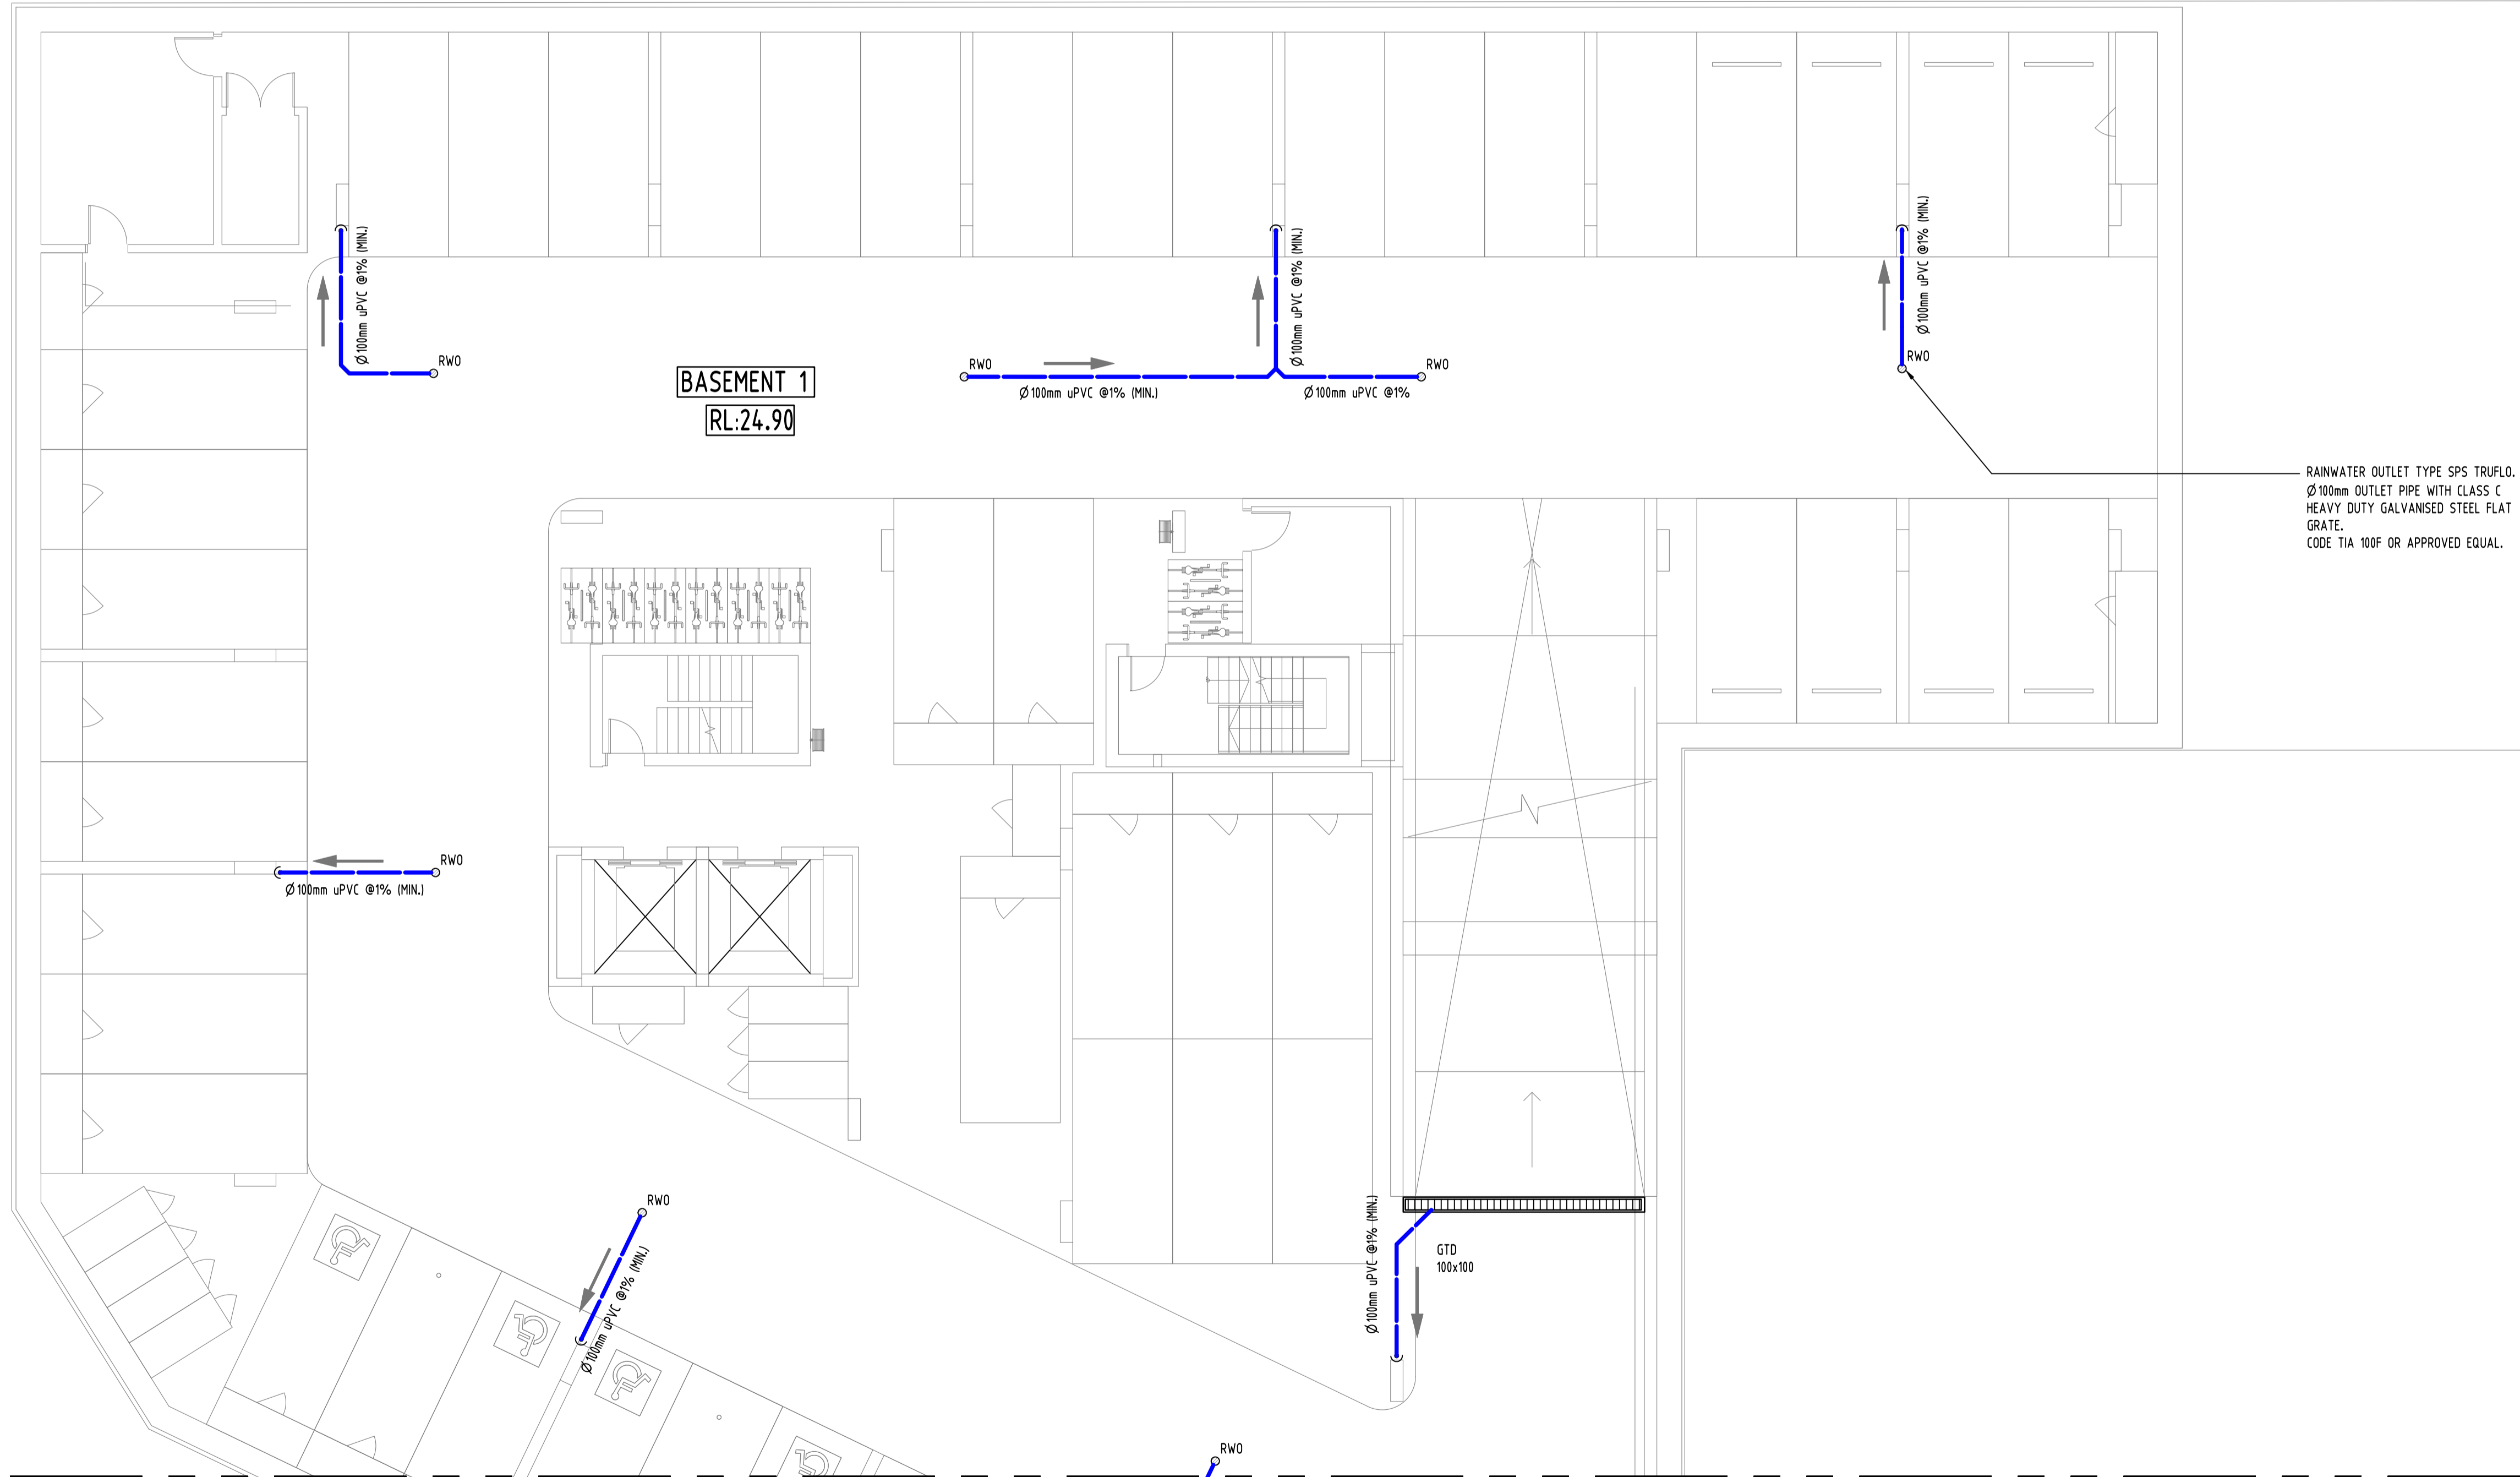 Ø100mm uPVC @1% (MIN.)
RWO
BASEMENT 1
RL:24.90
RWO
Ø100mm uPVC @1% (MIN.)
Ø100mm uPVC @1% (MIN.)
Ø100mm uPVC @1%
RWO
Ø100mm uPVC @1% (MIN.)
RWO
RAINWATER OUTLET TYPE SPS TRUFLO.
Ø100mm OUTLET PIPE WITH CLASS C
HEAVY DUTY GALVANISED STEEL FLAT
GRATE.
CODE TIA 100F OR APPROVED EQUAL.
RWO
Ø100mm uPVC @1% (MIN.)
RWO
Ø100mm uPVC @1% (MIN.)
Ø100mm uPVC @1% (MIN.)
GTD
100x100
RWO